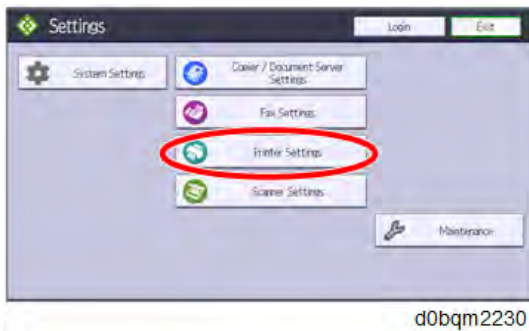 Settings
Login
Exit
System Settings
Copier / Document Server
Settings
Fax Settings
Printer Settings
Scanner Settings
Maintenance
d0bqm2230